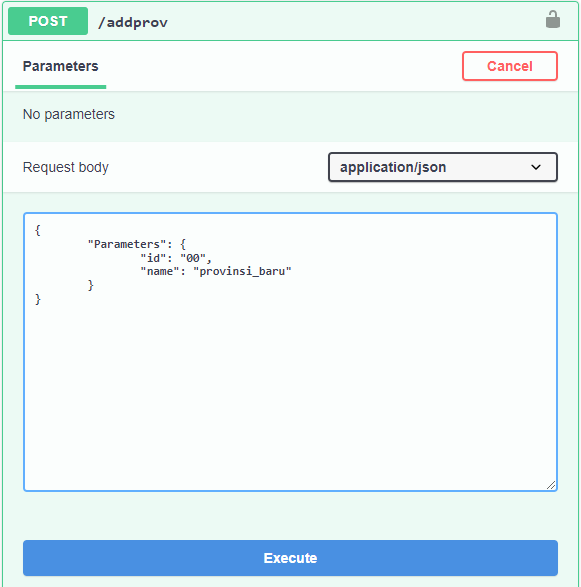 POST /addprov
Parameters
Cancel
No parameters
Request body
application/json
{
        "Parameters": {
                "id": "00",
                "name": "provinsi_baru"
        }
}
Execute